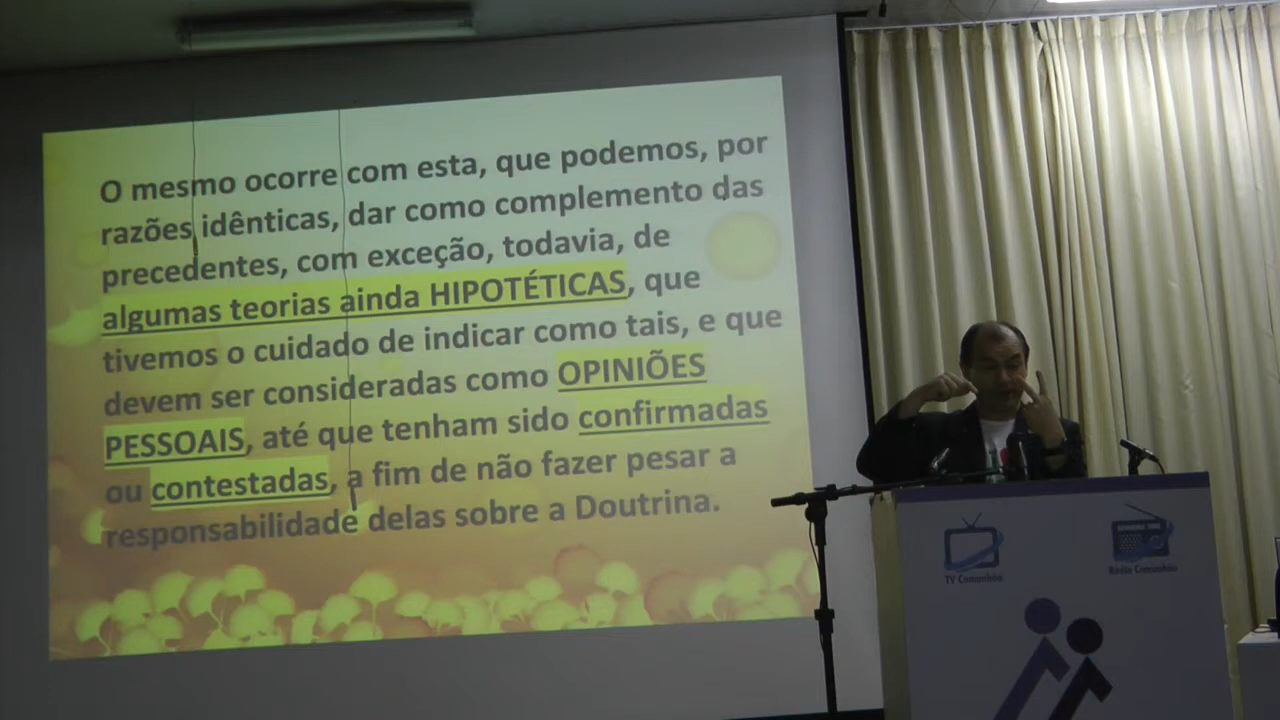 O mesmo ocorre com esta, que podemos, por
razões idênticas, dar como complemento das
precedentes, com exceção, todavia, de
algumas teorias ainda HIPOTÉTICAS, que
tivemos o cuidado de indicar como tais, e que
devem ser consideradas como OPINIÕES
PESSOAIS, até que tenham sido confirmadas
ou contestadas, a fim de não fazer pesar a
responsabilidade delas sobre a Doutrina.
TV Comunhão
Rádio Comunhão